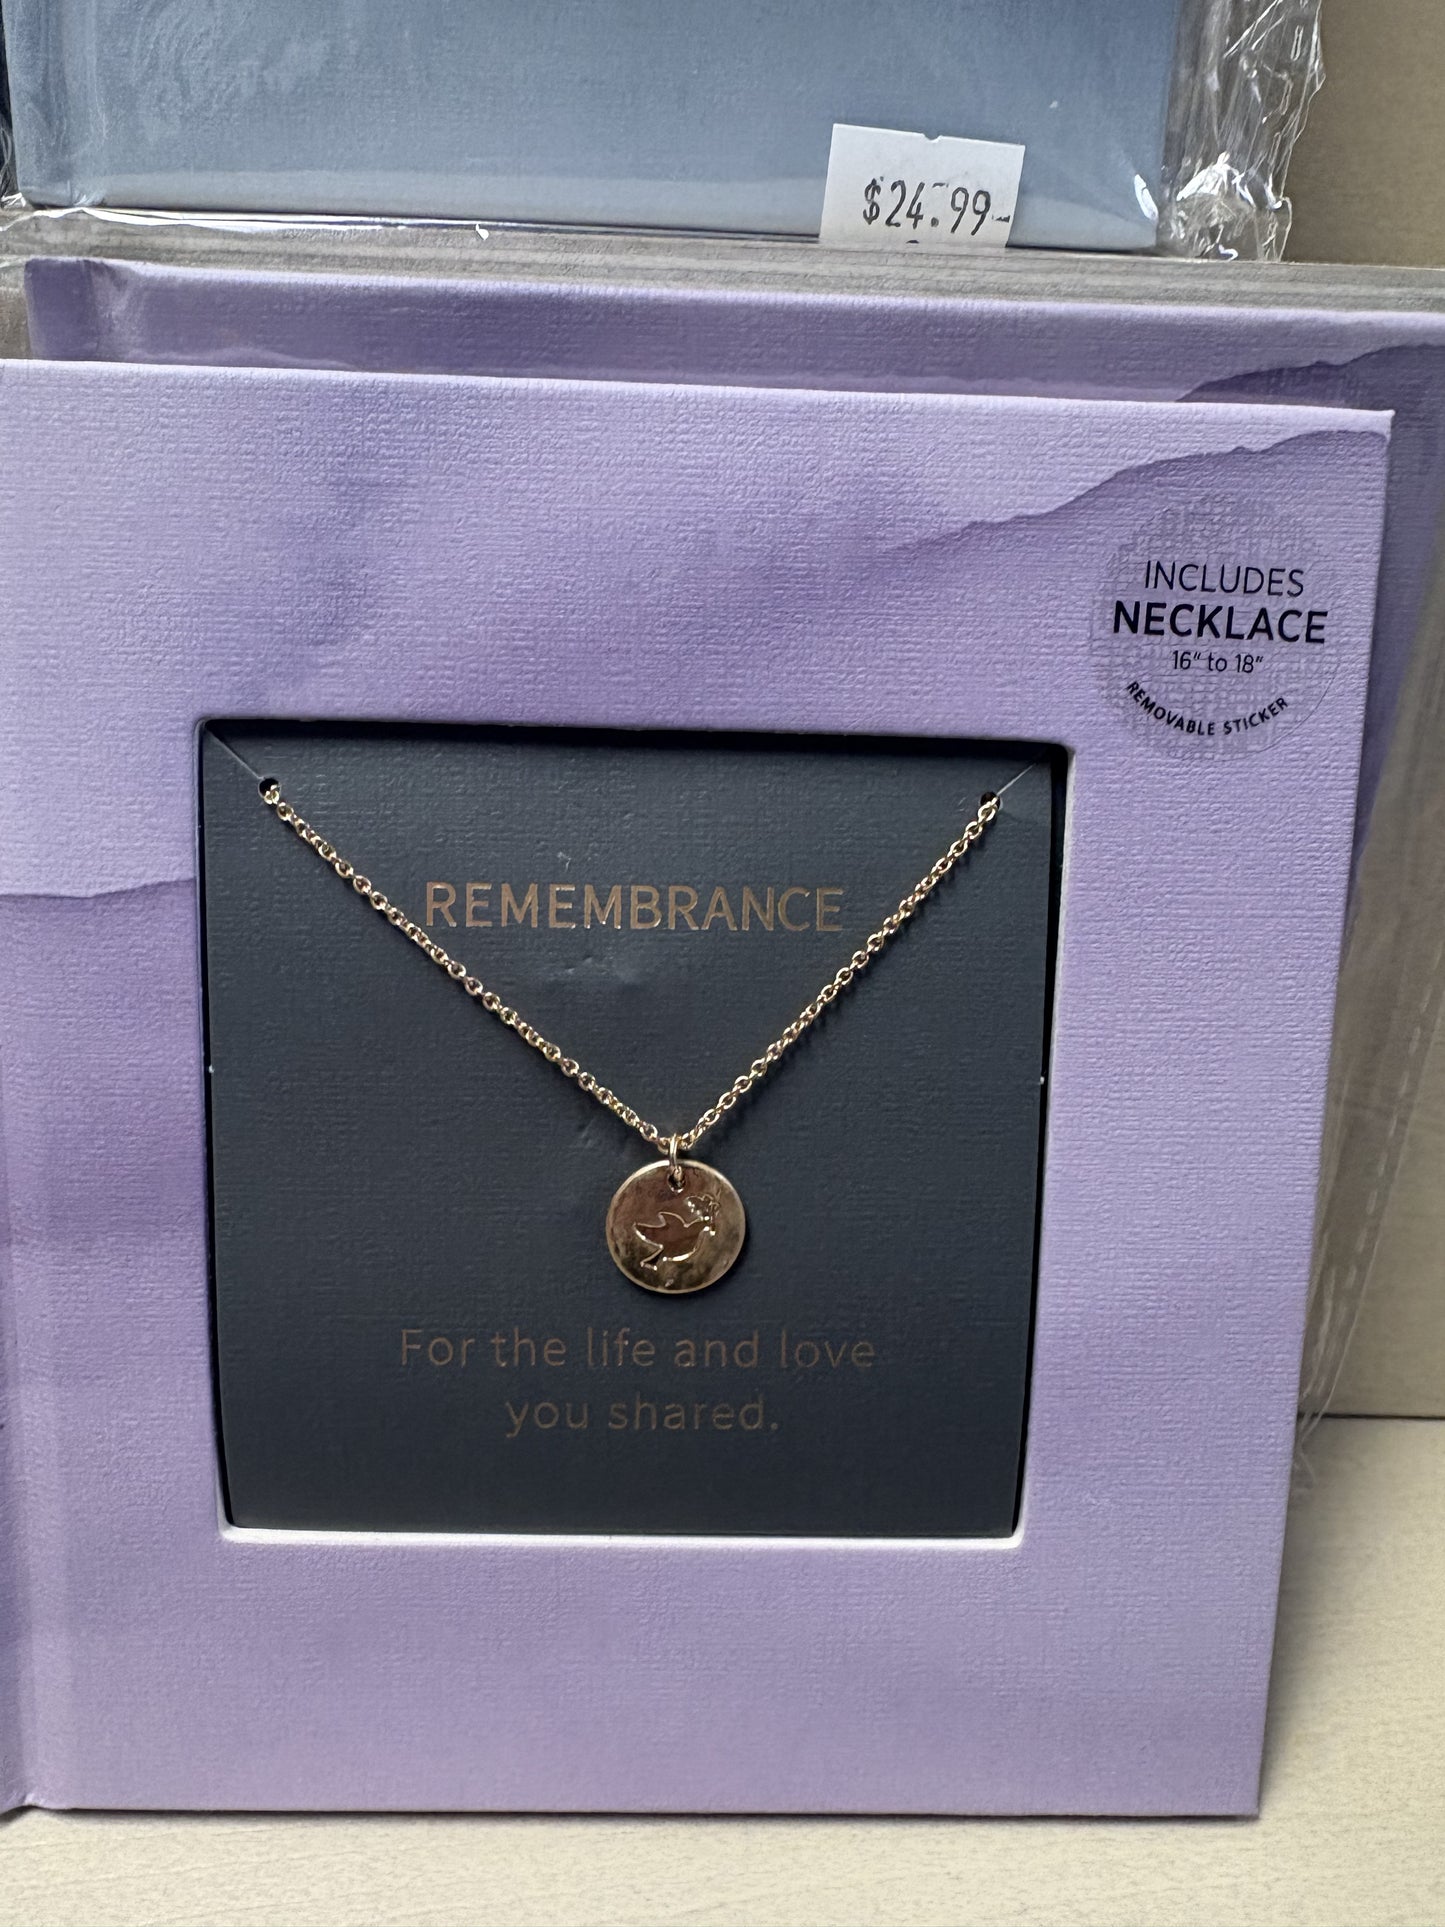 $24.99
INCLUDES
NECKLACE
16" to 18"
REMOVABLE STICKER
REMEMBRANCE
For the life and love
you shared.